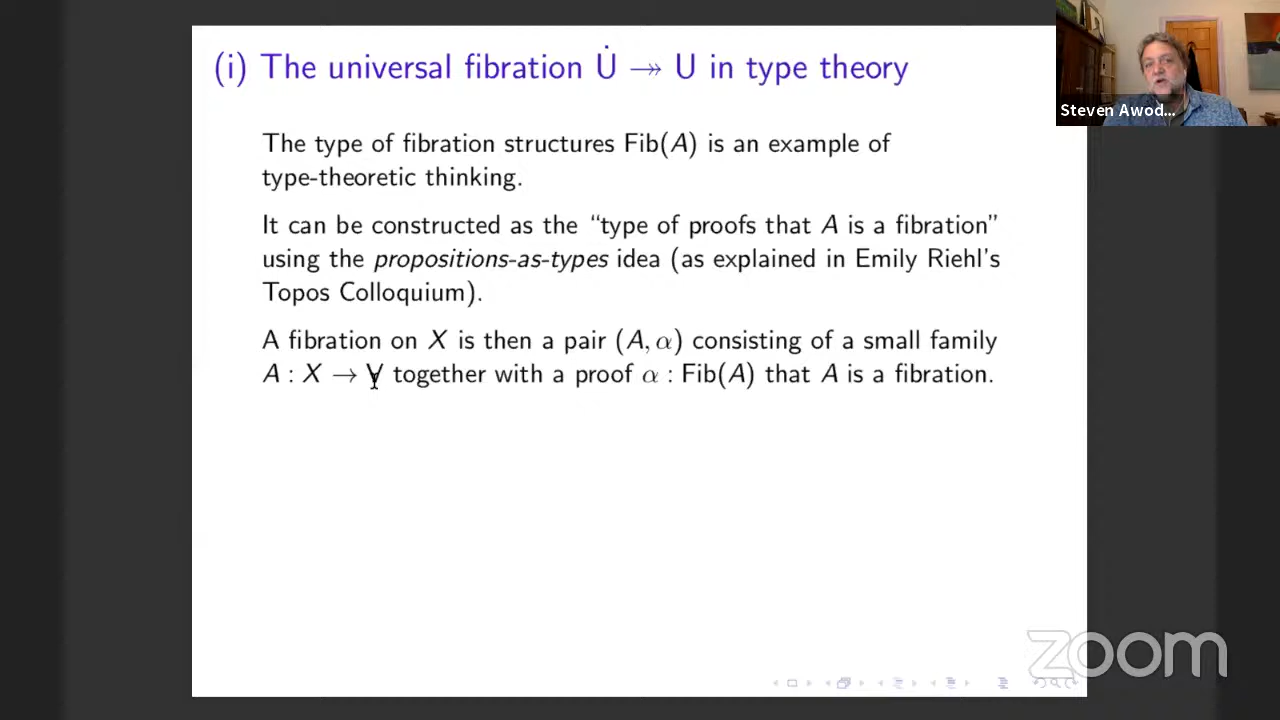 (i) The universal fibration U̇ ↠ U in type theory
Steven Awod...
The type of fibration structures Fib(A) is an example of
type-theoretic thinking.
It can be constructed as the “type of proofs that A is a fibration”
using the propositions-as-types idea (as explained in Emily Riehl’s
Topos Colloquium).
A fibration on X is then a pair (A, α) consisting of a small family
A : X → V together with a proof α : Fib(A) that A is a fibration.
zoom